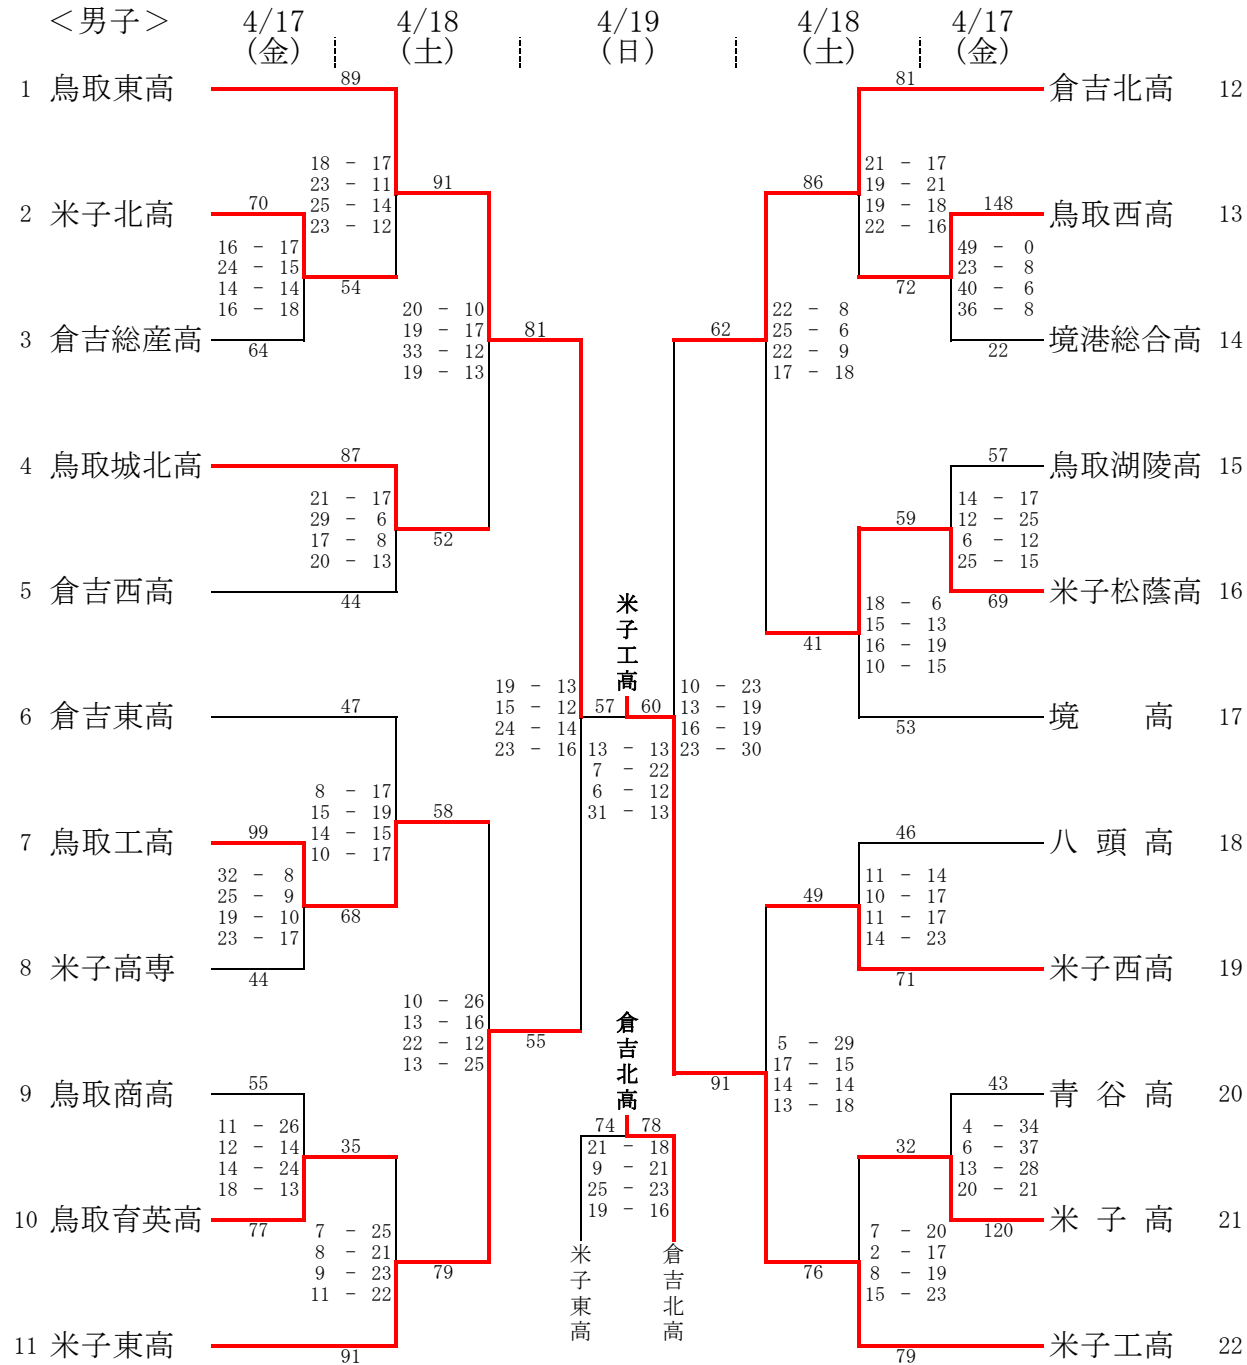 ＜男子＞
4/17
(金)
4/18
(土)
4/19
(日)
4/18
(土)
4/17
(金)
1 鳥取東高
89
18 - 17
23 - 11
25 - 14
23 - 12
91
2 米子北高
70
16 - 17
24 - 15
14 - 14
16 - 18
54
3 倉吉総産高
64
20 - 10
19 - 17
33 - 12
19 - 13
81
4 鳥取城北高
87
21 - 17
29 - 6
17 - 8
20 - 13
52
5 倉吉西高
44
6 倉吉東高
47
8 - 17
15 - 19
14 - 15
10 - 17
58
7 鳥取工高
99
32 - 8
25 - 9
19 - 10
23 - 17
68
8 米子高専
44
10 - 26
13 - 16
22 - 12
13 - 25
55
9 鳥取商高
55
11 - 26
12 - 14
14 - 24
18 - 13
35
10 鳥取育英高
77
7 - 25
8 - 21
9 - 23
11 - 22
79
11 米子東高
91
19 - 13
15 - 12
24 - 14
23 - 16
米子工高
57 60
13 - 13
7 - 22
6 - 12
31 - 13
10 - 23
13 - 19
16 - 19
23 - 30
倉吉北高
74 78
21 - 18
9 - 21
25 - 23
19 - 16
米子東高
倉吉北高
81
倉吉北高 12
86
21 - 17
19 - 21
19 - 18
22 - 16
148
鳥取西高 13
49 - 0
23 - 8
40 - 6
36 - 8
72
62
22 - 8
25 - 6
22 - 9
17 - 18
22
境港総合高 14
57
鳥取湖陵高 15
59
14 - 17
12 - 25
6 - 12
25 - 15
69
米子松蔭高 16
41
18 - 6
15 - 13
16 - 19
10 - 15
53
境 高 17
46
八頭高 18
49
11 - 14
10 - 17
11 - 17
14 - 23
71
米子西高 19
91
5 - 29
17 - 15
14 - 14
13 - 18
43
青谷高 20
32
4 - 34
6 - 37
13 - 28
20 - 21
120
米子高 21
76
7 - 20
2 - 17
8 - 19
15 - 23
79
米子工高 22